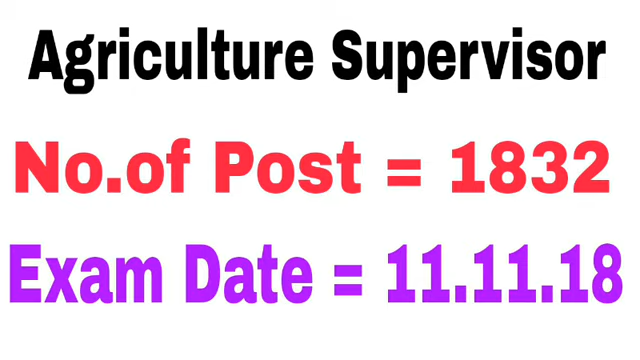 Agriculture Supervisor
No.of Post = 1832
Exam Date = 11.11.18